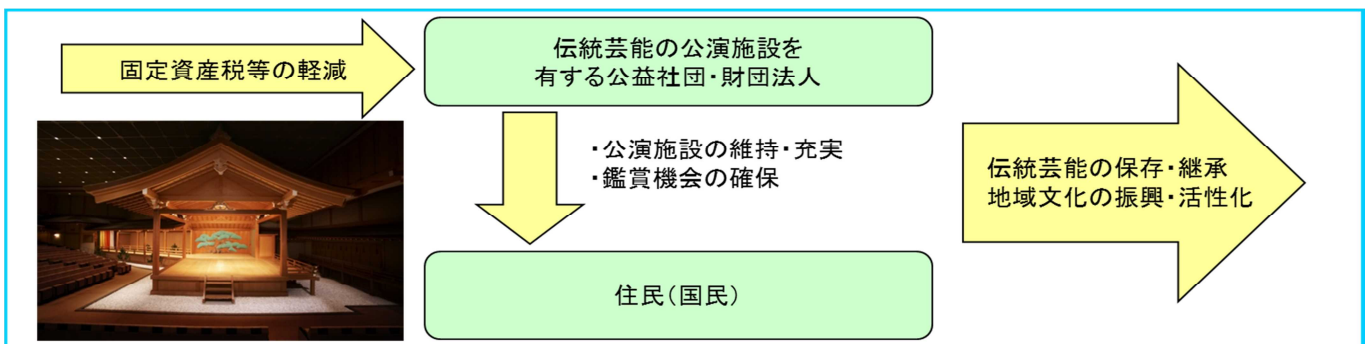 固定資産税等の軽減
伝統芸能の公演施設を
有する公益社団・財団法人
・公演施設の維持・充実
・鑑賞機会の確保
住民(国民)
伝統芸能の保存・継承
地域文化の振興・活性化